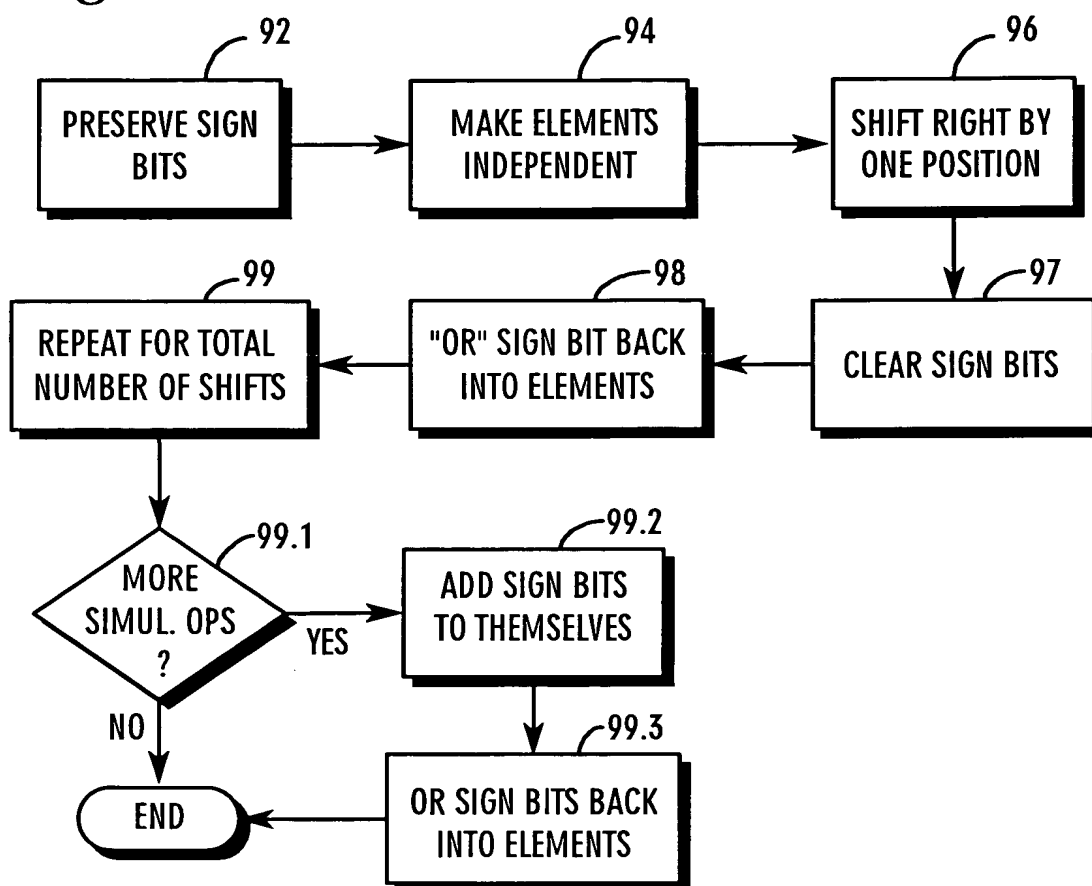 92
PRESERVE SIGN
BITS
94
MAKE ELEMENTS
INDEPENDENT
96
SHIFT RIGHT BY
ONE POSITION
97
CLEAR SIGN BITS
98
"OR" SIGN BIT BACK
INTO ELEMENTS
99
REPEAT FOR TOTAL
NUMBER OF SHIFTS
99.1
MORE
SIMUL. OPS
?
YES
NO
99.2
ADD SIGN BITS
TO THEMSELVES
99.3
OR SIGN BITS BACK
INTO ELEMENTS
END